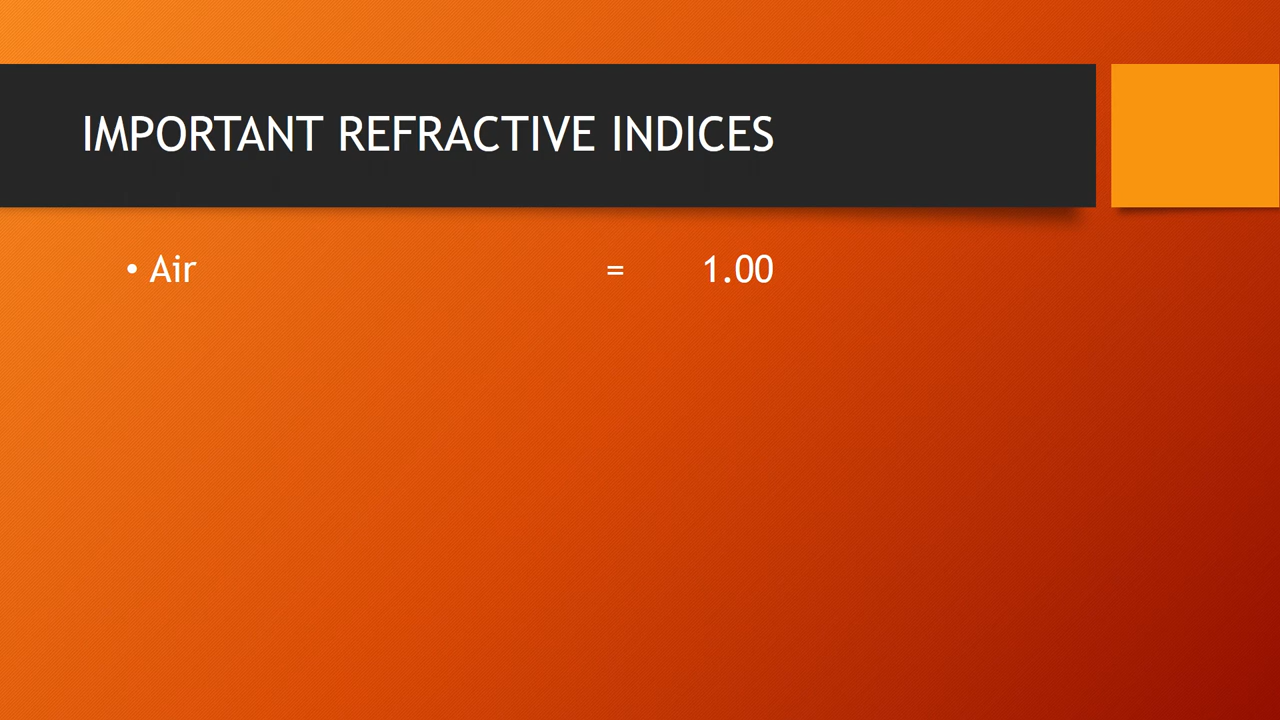 IMPORTANT REFRACTIVE INDICES
• Air = 1.00